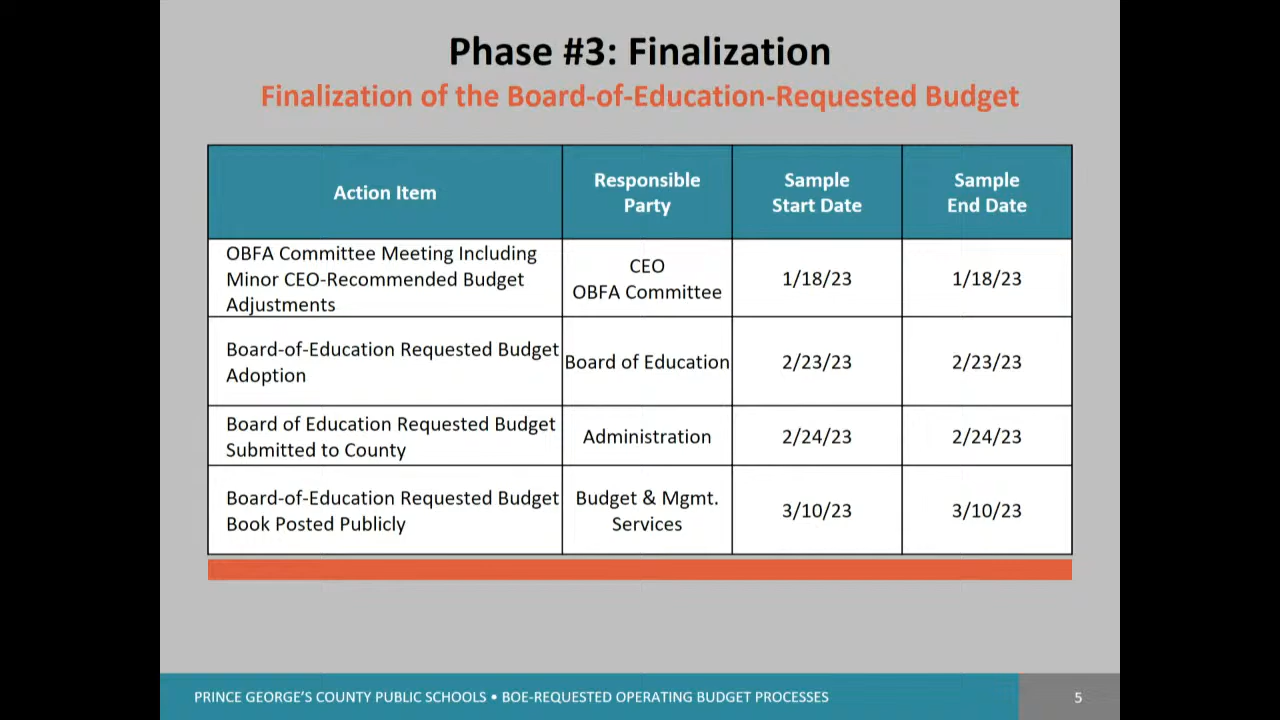 Phase #3: Finalization
Finalization of the Board-of-Education-Requested Budget
Action Item
Responsible
Party
Sample
Start Date
Sample
End Date
OBFA Committee Meeting Including
Minor CEO-Recommended Budget
Adjustments
CEO
OBFA Committee
1/18/23
1/18/23
Board-of-Education Requested Budget
Adoption
Board of Education
2/23/23
2/23/23
Board of Education Requested Budget
Submitted to County
Administration
2/24/23
2/24/23
Board-of-Education Requested Budget
Book Posted Publicly
Budget & Mgmt.
Services
3/10/23
3/10/23
PRINCE GEORGE'S COUNTY PUBLIC SCHOOLS • BOE-REQUESTED OPERATING BUDGET PROCESSES
5